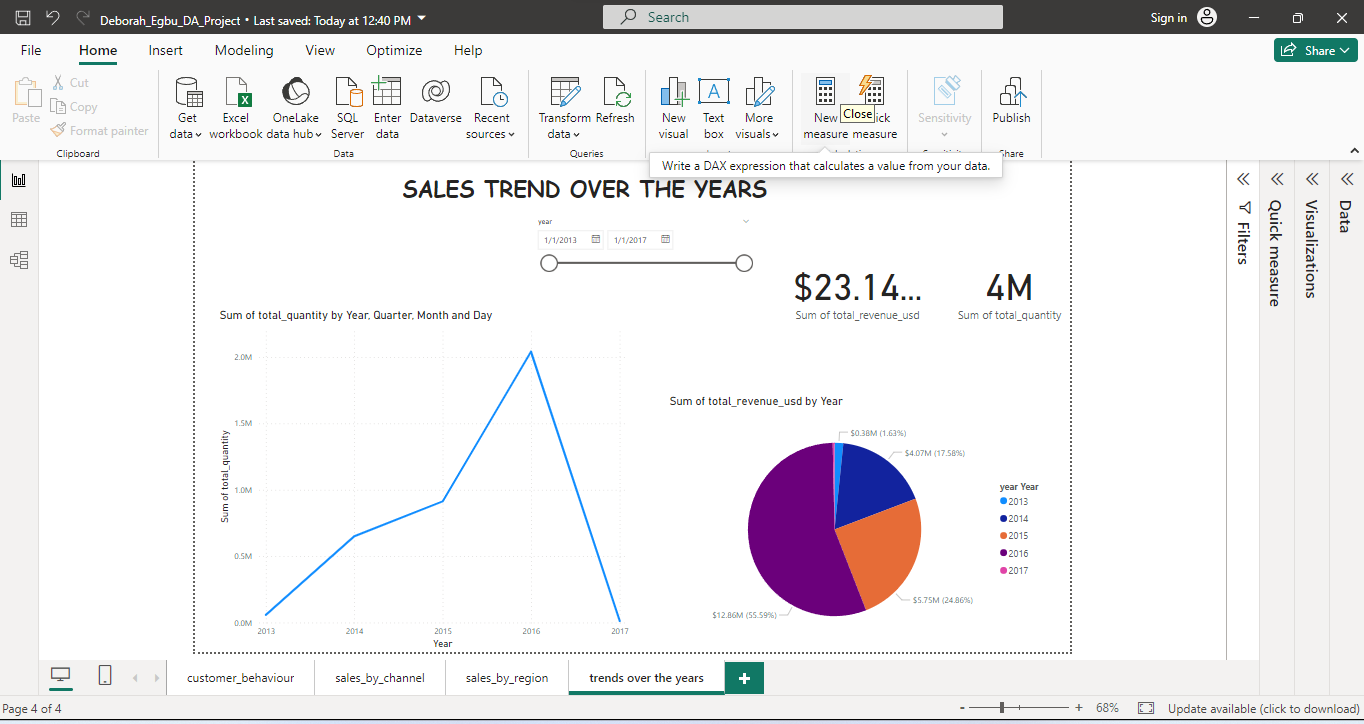 Deborah_Egbu_DA_Project • Last saved: Today at 12:40 PM
Search
Sign in
File Home Insert Modeling View Optimize Help
Share
Paste
Cut
Copy
Format painter
Clipboard
Get data
Excel workbook
OneLake data hub
SQL Server
Enter data
Dataverse
Recent sources
Data
Transform data
Refresh
Queries
New visual
Text box
More visuals
New measure
Close
measure
Sensitivity
Publish
Share
Write a DAX expression that calculates a value from your data.
SALES TREND OVER THE YEARS
year
1/1/2013 1/1/2017
$23.14...
Sum of total_revenue_usd
4M
Sum of total_quantity
Sum of total_quantity by Year, Quarter, Month and Day
Sum of total_quantity
2.0M
1.5M
1.0M
0.5M
0.0M
2013 2014 2015 2016 2017
Year
Sum of total_revenue_usd by Year
$0.38M (1.63%)
$4.07M (17.58%)
$5.75M (24.86%)
$12.86M (55.59%)
year Year
2013
2014
2015
2016
2017
Filters
Quick measure
Visualizations
Data
customer_behaviour sales_by_channel sales_by_region trends over the years +
Page 4 of 4
- + 68%
Update available (click to download)